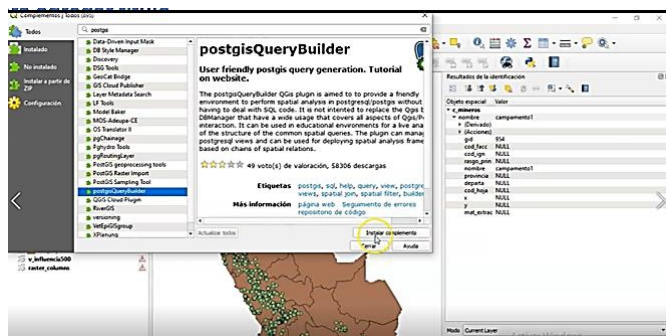 Complementos | Todos (895)
Todos
Instalado
No instalado
Instalar a partir de
ZIP
Configuración
postgi
Data-Driven Input Mask
DB Style Manager
Discovery
DSG Tools
GeoCat Bridge
GIS Cloud Publisher
Layer Metadata Search
LF Tools
Model Baker
MOS-Adeupa-CE
OS Translator II
pgChainage
Pghydro Tools
pgRoutingLayer
PostGIS geoprocessing tools
PostGIS Raster Import
PostGIS Sampling Tool
postgisQueryBuilder
QGIS Cloud Plugin
RiverGIS
versioning
VetEpiGISgroup
XPlanung
postgisQueryBuilder
User friendly postgis query generation. Tutorial
on website.
The postgisQueryBuilder QGis plugin is aimed to to provide a friendly
environment to perform spatial analysis in postgresql/postgis without
having to deal with SQL code. It is not intended to replace the Qgis
DBManager that have a wide usage that covers all aspects of Qgis/P
interaction. It can be used in educational environments for a live ana
of the structure of the common spatial queries. The plugin can manag
postgresql views and can be used for deploying spatial analysis frame
based on chains of spatial relations.
49 voto(s) de valoración, 58306 descargas
Etiquetas postgis, sql, help, query, view, postgre
views, spatial join, spatial filter, builder
Más información página web Seguimiento de errores
repositorio de código
Actualizar todos
Instalar complemento
Cerrar
Ayuda
v_influencia500
raster_columns
Resultados de la identificación
Objeto espacial Valor
c_mineros
nombre campamento1
(Derivado)
(Acciones)
gid 954
cod_facc NULL
cod_ign NULL
rasgo_prin NULL
nombre campamento1
provincia NULL
departa NULL
cod_hoja NULL
x NULL
y NULL
mat_extrac NULL
Modo Current Layer